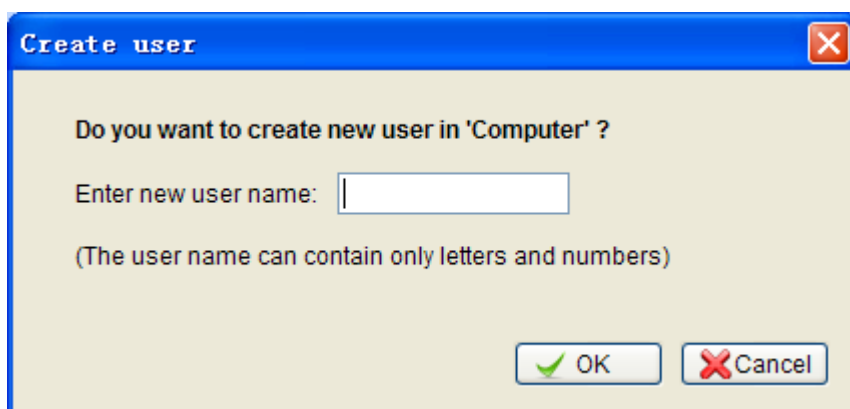 Create user
Do you want to create new user in 'Computer' ?
Enter new user name:
(The user name can contain only letters and numbers)
OK
Cancel